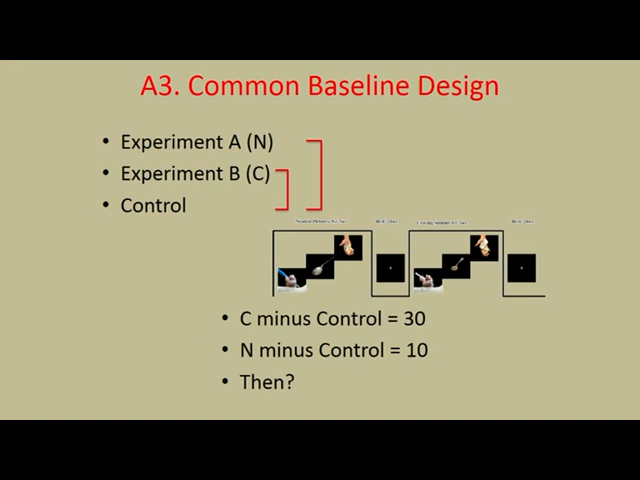 A3. Common Baseline Design
• Experiment A (N)
• Experiment B (C)
• Control
• C minus Control = 30
• N minus Control = 10
• Then?